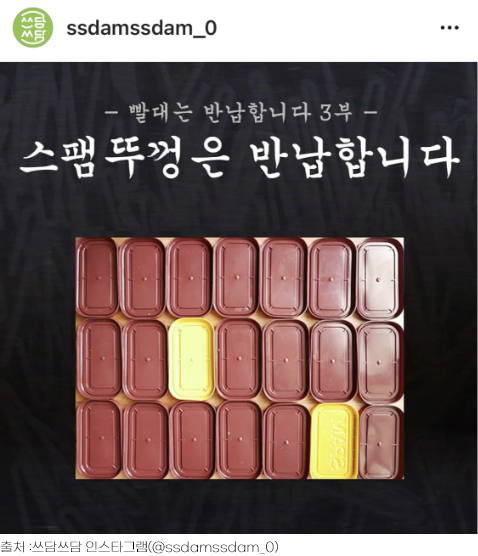 쓰담
쓰담
ssdamssdam_0
– 빨대는 반납합니다 3부 –
스팸뚜껑은 반납합니다
SPAM
출처 :쓰담쓰담 인스타그램(@ssdamssdam_0)